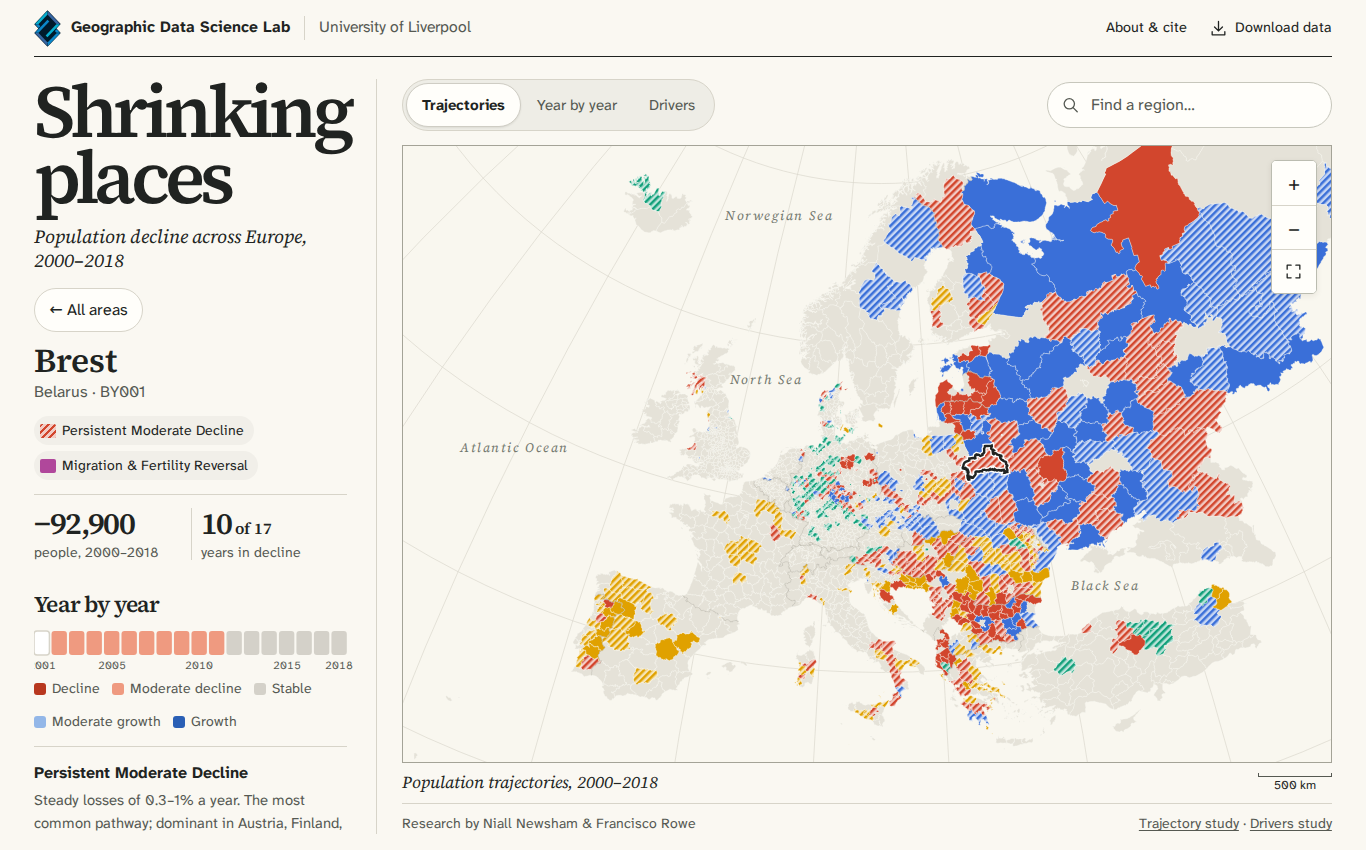 Geographic Data Science Lab
University of Liverpool
About & cite
Download data
Shrinking
places
Population decline across Europe,
2000–2018
← All areas
Brest
Belarus · BY001
Persistent Moderate Decline
Migration & Fertility Reversal
−92,900
people, 2000–2018
10 of 17
years in decline
Year by year
001 2005 2010 2015 2018
Decline
Moderate decline
Stable
Moderate growth
Growth
Persistent Moderate Decline
Steady losses of 0.3–1% a year. The most
common pathway; dominant in Austria, Finland,
Trajectories
Year by year
Drivers
Find a region...
Norwegian Sea
North Sea
Atlantic Ocean
Black Sea
+
−
Population trajectories, 2000–2018
500 km
Research by Niall Newsham & Francisco Rowe
Trajectory study · Drivers study